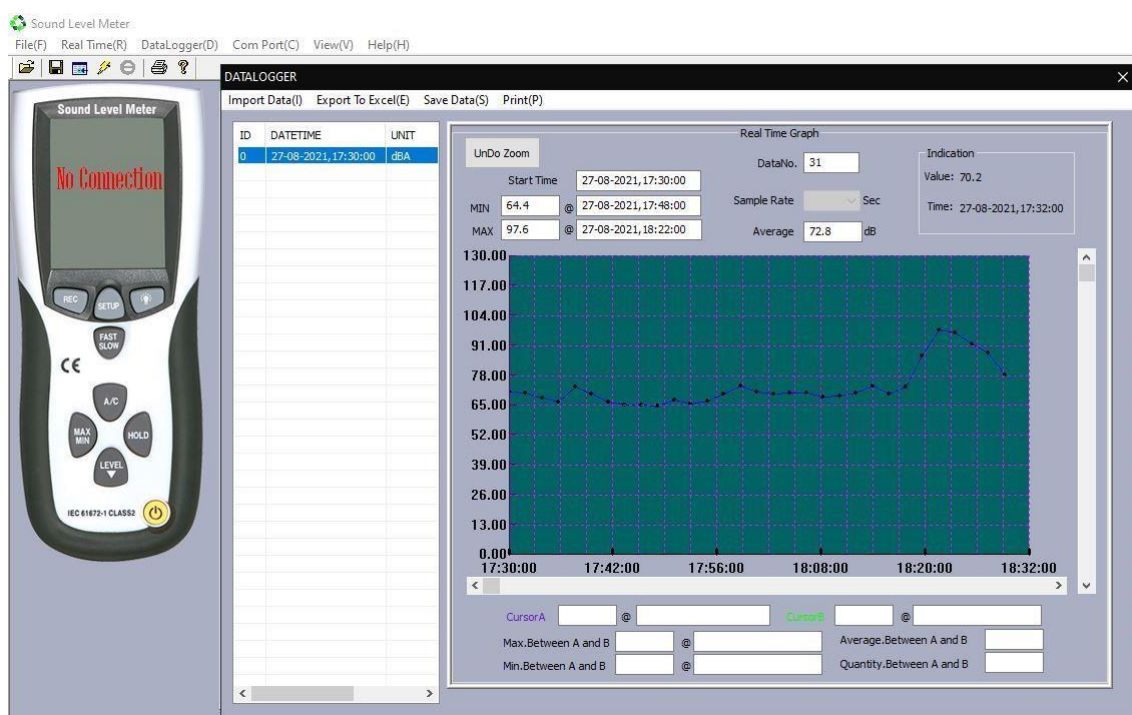 Sound Level Meter
File(F) Real Time(R) DataLogger(D) Com Port(C) View(V) Help(H)
DATALOGGER
Import Data(I) Export To Excel(E) Save Data(S) Print(P)
Sound Level Meter
No Connection
REC
SETUP
FAST
SLOW
CE
A/C
MAX
MIN
HOLD
LEVEL
IEC 61672-1 CLASS2
ID DATETIME UNIT
0 27-08-2021,17:30:00 dBA
Real Time Graph
UnDo Zoom
DataNo. 31
Indication
Value: 70.2
Start Time 27-08-2021,17:30:00
Sample Rate Sec
Time: 27-08-2021,17:32:00
MIN 64.4 @ 27-08-2021,17:48:00
MAX 97.6 @ 27-08-2021,18:22:00
Average 72.8 dB
130.00
117.00
104.00
91.00
78.00
65.00
52.00
39.00
26.00
13.00
0.00
17:30:00 17:42:00 17:56:00 18:08:00 18:20:00 18:32:00
CursorA @ CursorB @
Max.Between A and B @ Average.Between A and B
Min.Between A and B @ Quantity.Between A and B